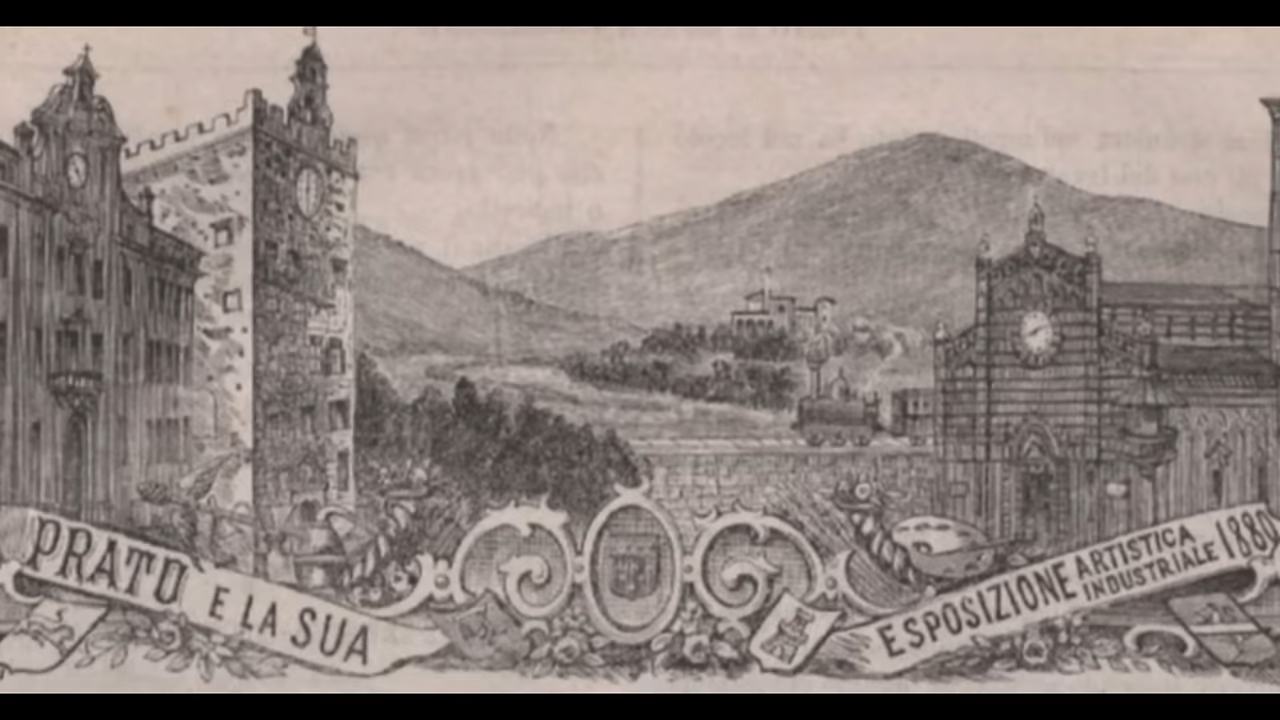 PRATO
E LA SUA
ESPOSIZIONE
ARTISTICA
INDUSTRIALE
1880